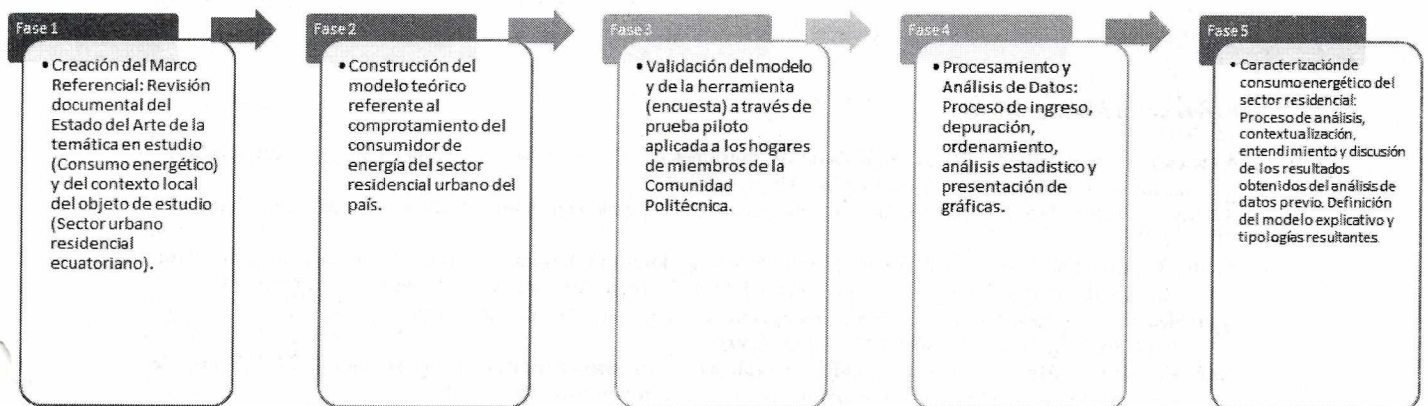 Fase 1
• Creación del Marco
Referencial: Revisión
documental del
Estado del Arte de la
temática en estudio
(Consumo energético)
y del contexto local
del objeto de estudio
(Sector urbano
residencial
ecuatoriano).
Fase 2
• Construcción del
modelo teórico
referente al
comprotamiento del
consumidor de
energía del sector
residencial urbano del
país.
Fase 3
• Validación del modelo
y de la herramienta
(encuesta) a través de
prueba piloto
aplicada a los hogares
de miembros de la
Comunidad
Politécnica.
Fase 4
• Procesamiento y
Análisis de Datos:
Proceso de ingreso,
depuración,
ordenamiento,
análisis estadístico y
presentación de
gráficas.
Fase 5
• Caracterización de
consumo energético del
sector residencial:
Proceso de análisis,
contextualización,
entendimiento y discusión
de los resultados
obtenidos del análisis de
datos previo. Definición
del modelo explicativo y
tipologías resultantes